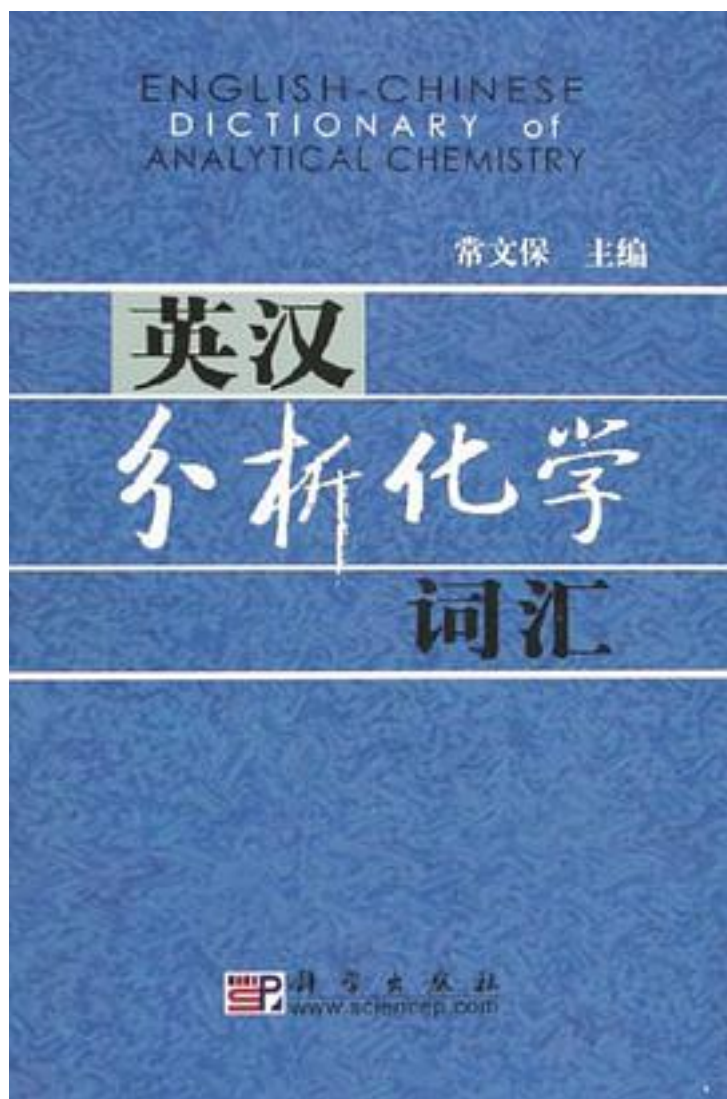 ENGLISH-CHINESE
DICTIONARY of
ANALYTICAL CHEMISTRY
常文保 主编
英汉
分析化学
词汇
SP 科学出版社
www.sciencep.com